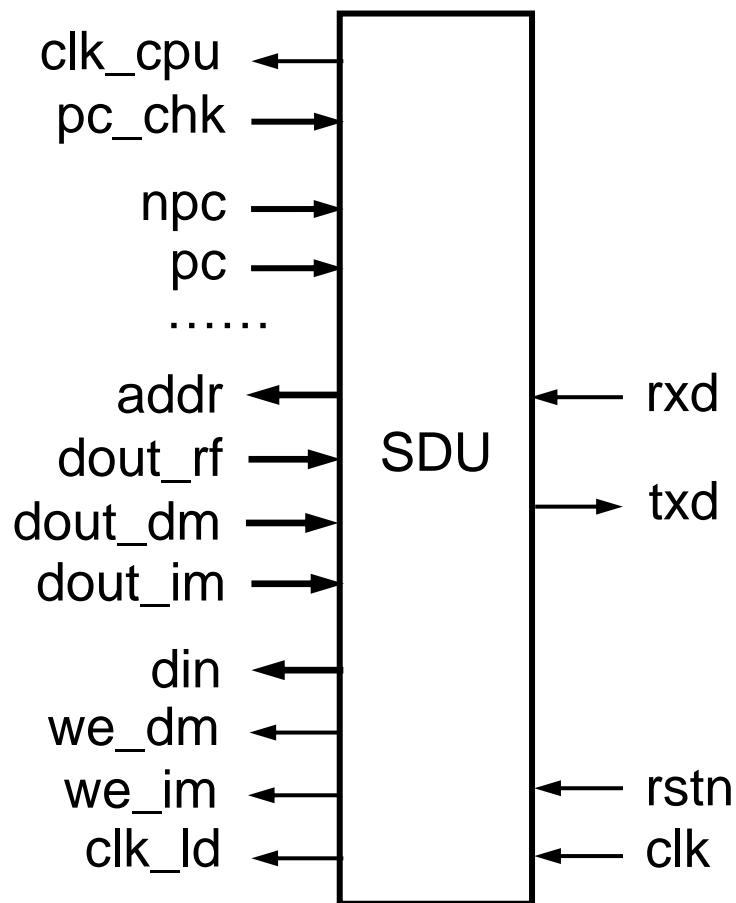 clk_cpu
pc_chk
npc
pc
......
addr
dout_rf
dout_dm
dout_im
din
we_dm
we_im
clk_ld
SDU
rxd
txd
rstn
clk